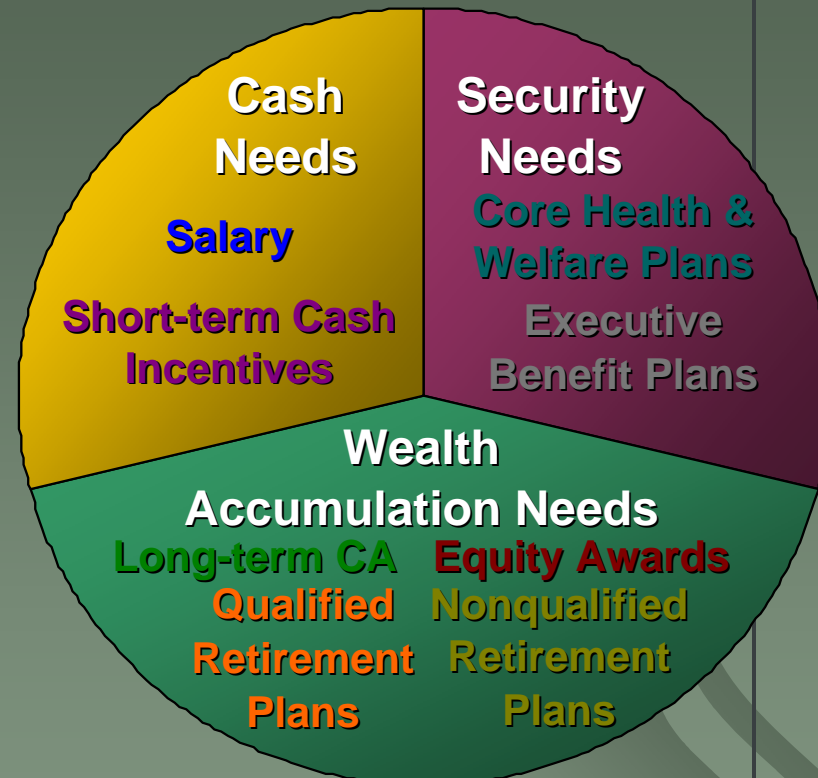 Cash
Needs
Salary
Short-term Cash
Incentives
Security
Needs
Core Health &
Welfare Plans
Executive
Benefit Plans
Wealth
Accumulation Needs
Long-term CA
Equity Awards
Qualified
Retirement
Plans
Nonqualified
Retirement
Plans